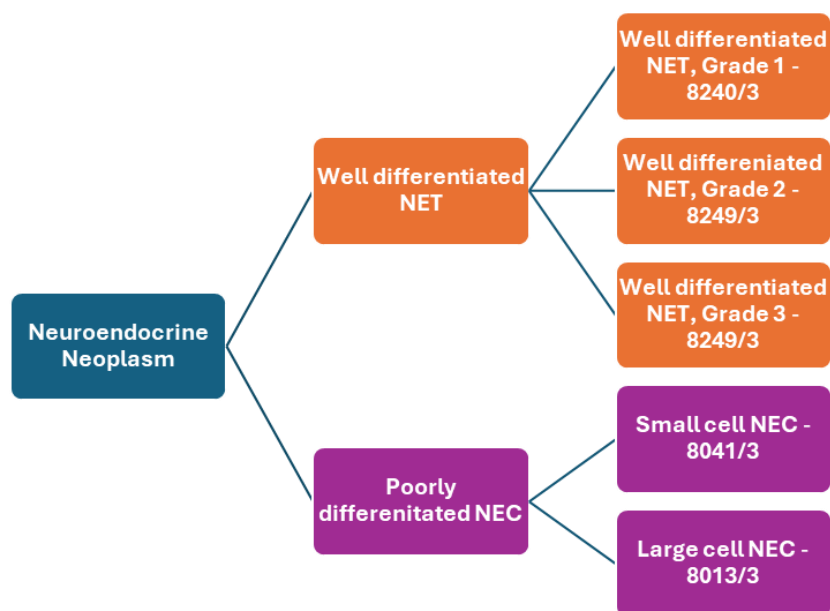 Well differentiated
NET, Grade 1 -
8240/3
Well differentiated
NET
Well differeniated
NET, Grade 2 -
8249/3
Well differentiated
NET, Grade 3 -
8249/3
Neuroendocrine
Neoplasm
Small cell NEC -
8041/3
Poorly
differenitated NEC
Large cell NEC -
8013/3